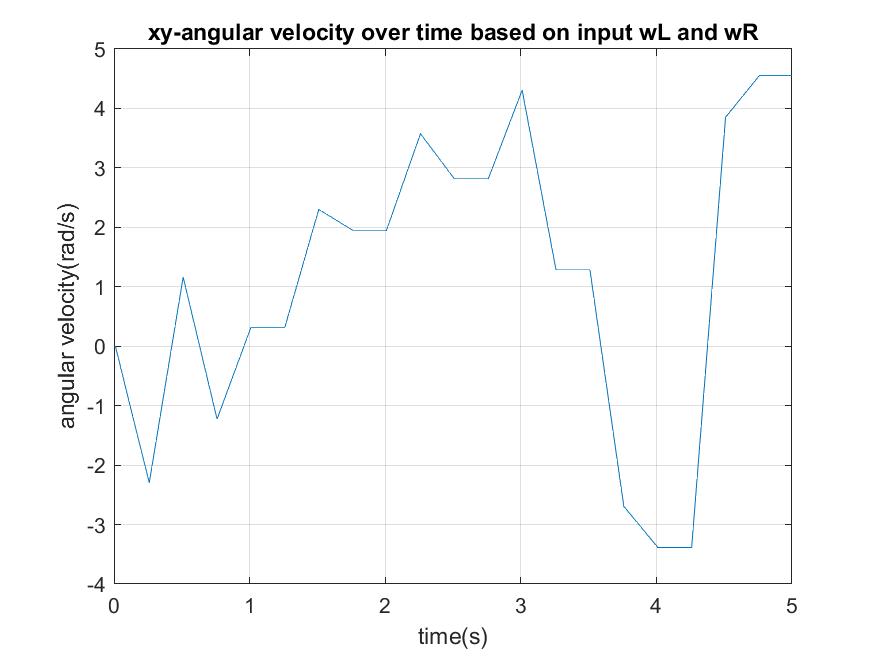 xy-angular velocity over time based on input wL and wR
5
4
3
2
1
0
-1
-2
-3
-4
angular velocity(rad/s)
0 1 2 3 4 5
time(s)